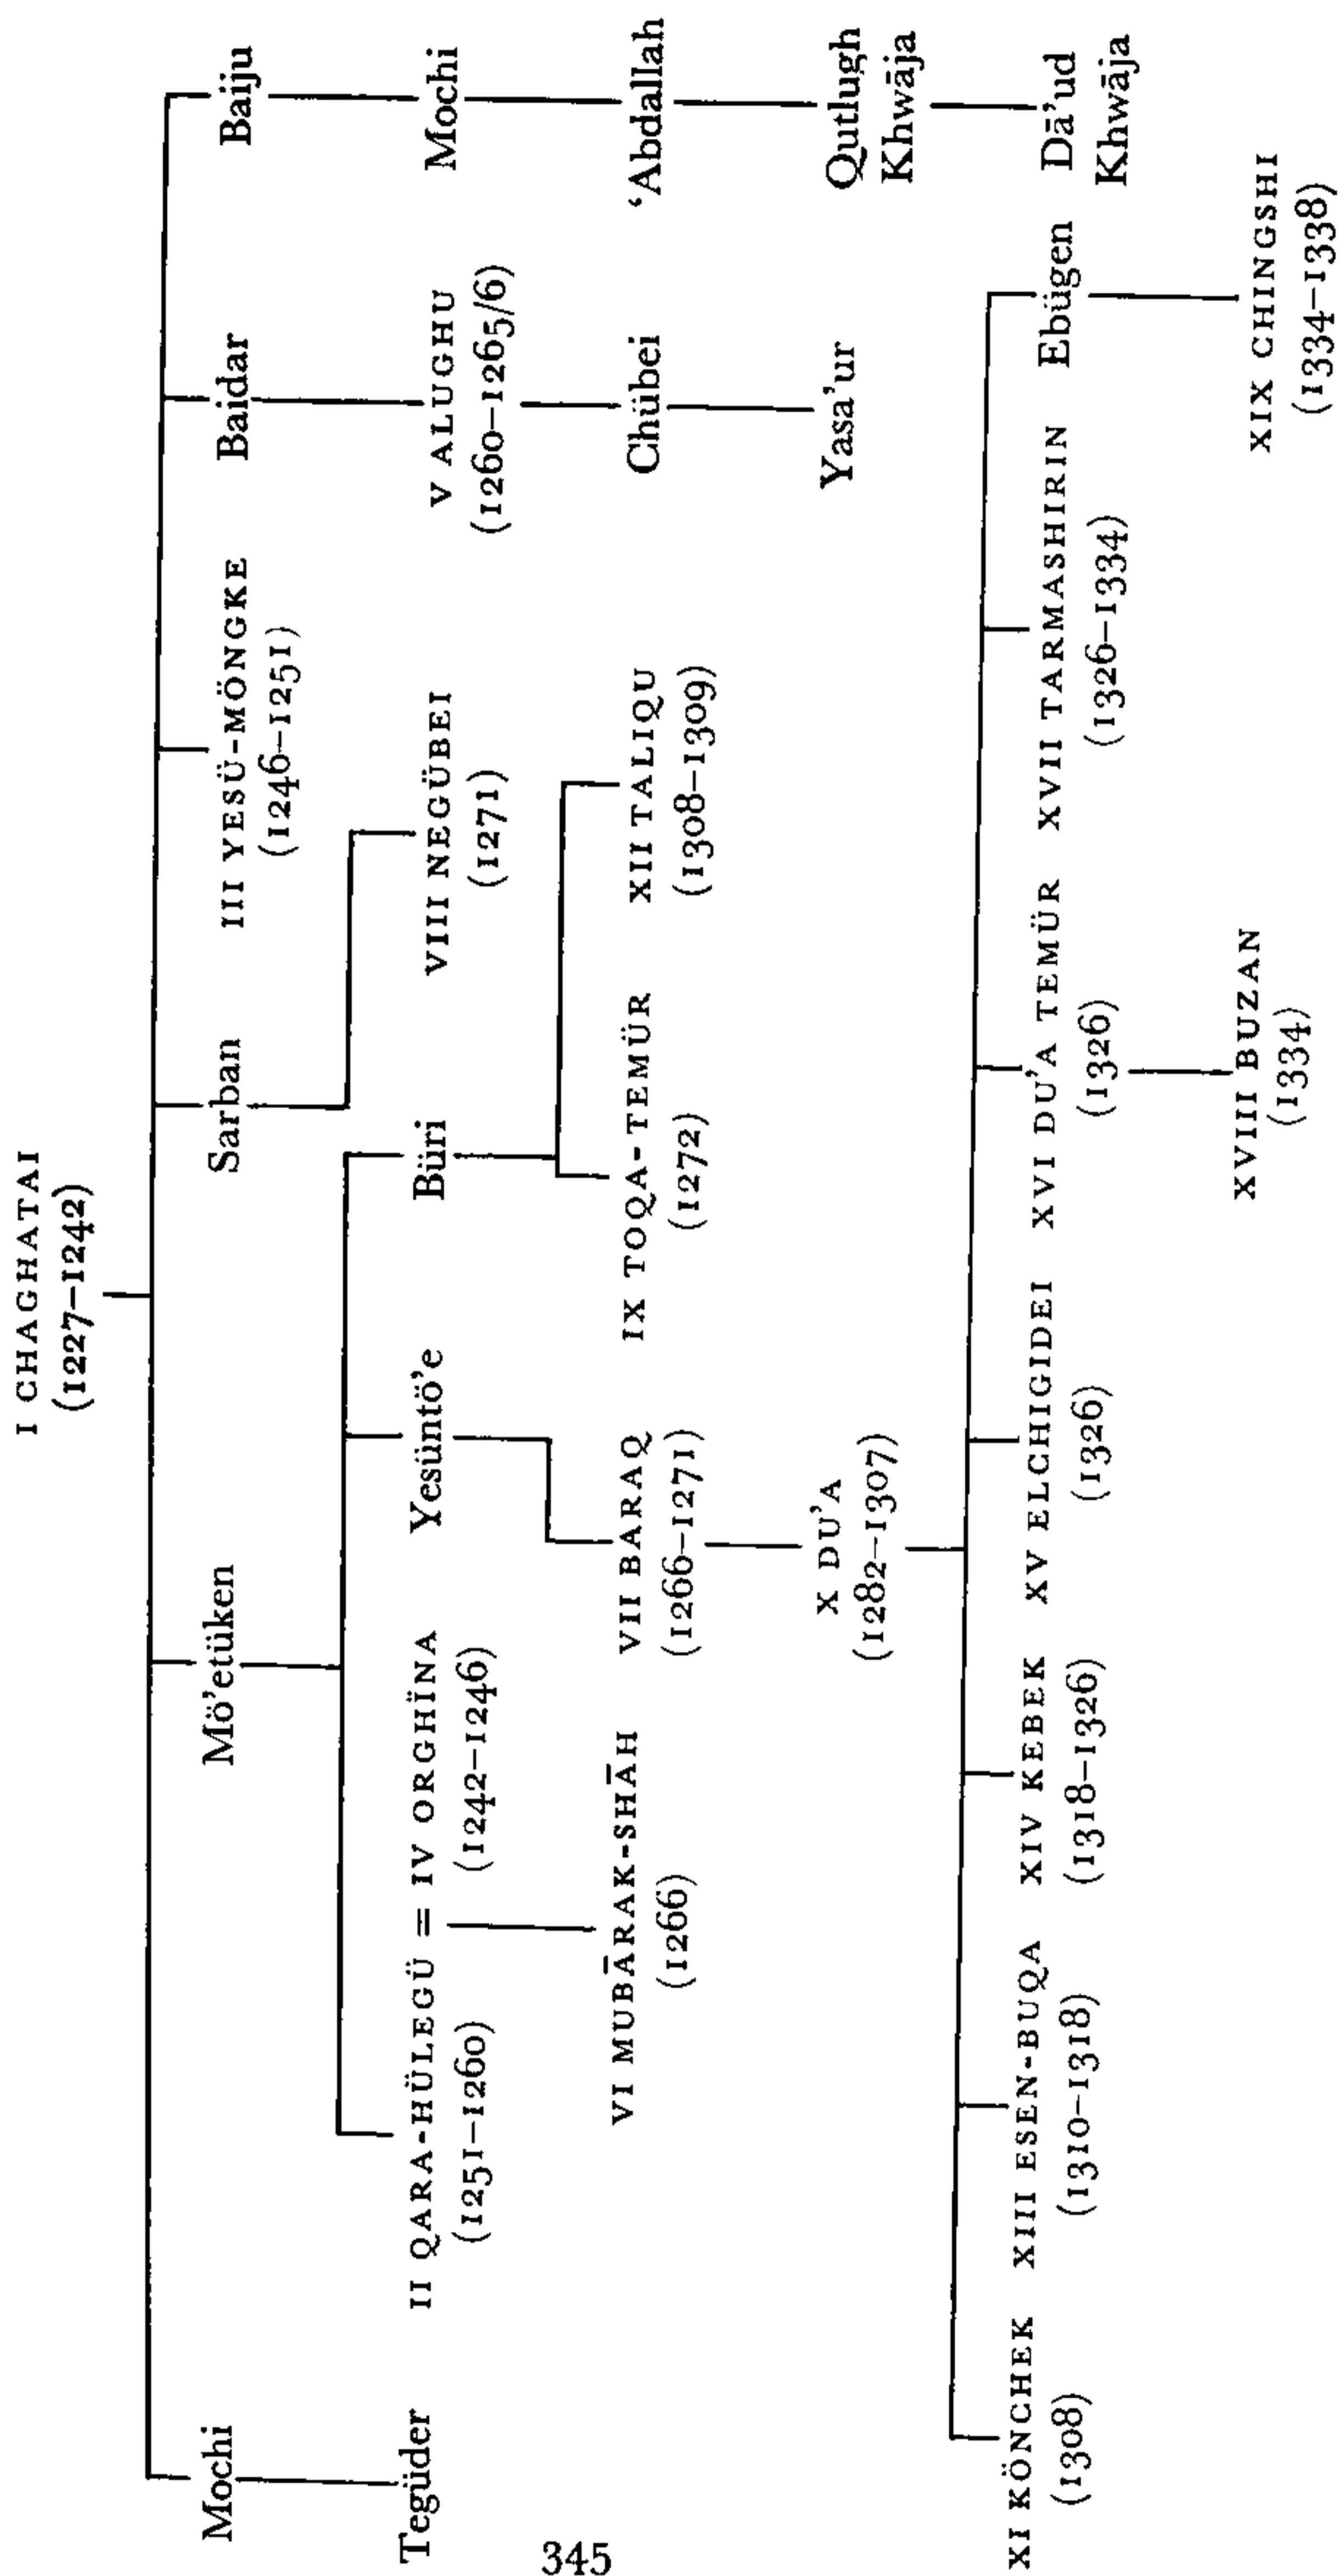 I CHAGHATAI
(1227–1242)
Mochi
Mö'etüken
Sarban
III YESÜ-MÖNGKE
(1246–1251)
Baidar
Baiju
Tegüder
II QARA-HÜLEGÜ = IV ORGHÏNA
(1251–1260)
(1242–1246)
Yesüntö'e
Büri
VIII NEGÜBEI
(1271)
V ALUGHU
(1260–1265/6)
Mochi
VI MUBĀRAK-SHĀH
(1266)
VII BARAQ
(1266–1271)
IX TOQA-TEMÜR
(1272)
XII TALIQU
(1308–1309)
Chübei
‘Abdallah
X DU'A
(1282–1307)
Yasa'ur
Qutlugh
Khwāja
XI KÖNCHEK
(1308)
XIII ESEN-BUQA
(1310–1318)
XIV KEBEK
(1318–1326)
XV ELCHIGIDEI
(1326)
XVI DU'A TEMÜR
(1326)
XVII TARMASHIRIN
(1326–1334)
Ebügen
Dā'ud
Khwāja
XVIII BUZAN
(1334)
XIX CHINGSHI
(1334–1338)
345